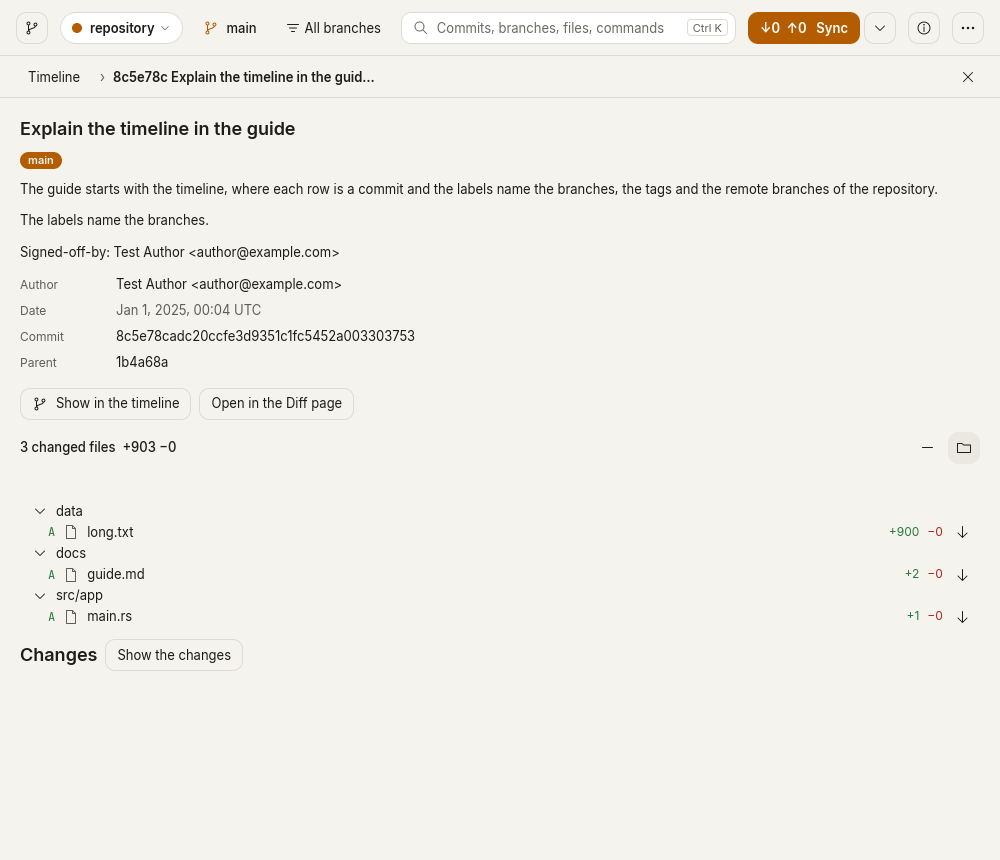 repository
main
All branches
Commits, branches, files, commands
Ctrl K
↓0 ↑0 Sync
Timeline › 8c5e78c Explain the timeline in the guid…
Explain the timeline in the guide
main
The guide starts with the timeline, where each row is a commit and the labels name the branches, the tags and the remote branches of the repository.
The labels name the branches.
Signed-off-by: Test Author <author@example.com>
Author Test Author <author@example.com>
Date Jan 1, 2025, 00:04 UTC
Commit 8c5e78cadc20ccfe3d9351c1fc5452a003303753
Parent 1b4a68a
Show in the timeline
Open in the Diff page
3 changed files +903 −0
data
A long.txt +900 −0
docs
A guide.md +2 −0
src/app
A main.rs +1 −0
Changes
Show the changes